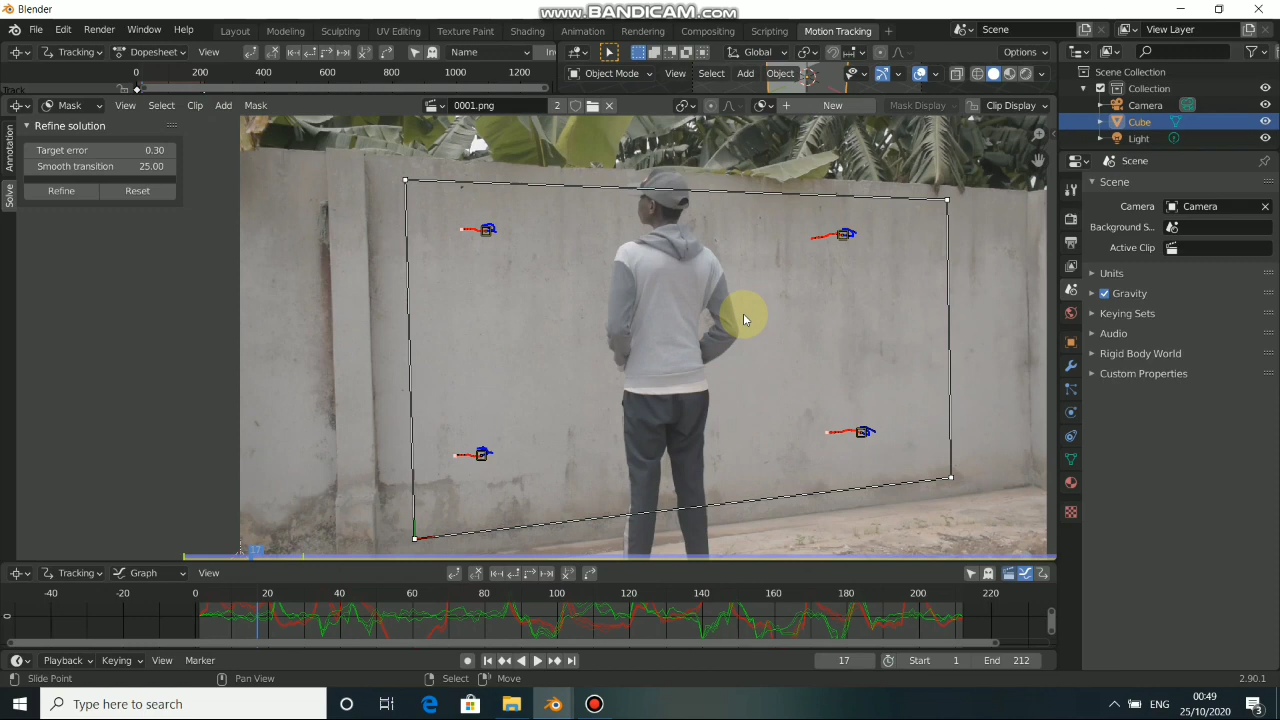 Blender
www.BANDICAM.com
File Edit Render Window Help
Layout Modeling Sculpting UV Editing Texture Paint Shading Animation Rendering Compositing Scripting Motion Tracking
Scene
View Layer
Tracking Dopesheet View Name In
Global Options
0 200 400 600 800 1000 1200
Track
Object Mode View Select Add Object
Mask View Select Clip Add Mask 0001.png 2 New Mask Display Clip Display
Annotation
Solve
Refine solution
Target error 0.30
Smooth transition 25.00
Refine Reset
17
Scene Collection
Collection
Camera
Cube
Light
Scene
Scene
Camera Camera
Background S...
Active Clip
Units
Gravity
Keying Sets
Audio
Rigid Body World
Custom Properties
Tracking Graph View
-40 -20 0 20 40 60 80 100 120 140 160 180 200 220
0
Playback Keying View Marker 17 Start 1 End 212
Slide Point Pan View Select Move 2.90.1
Type here to search
00:49
25/10/2020
3